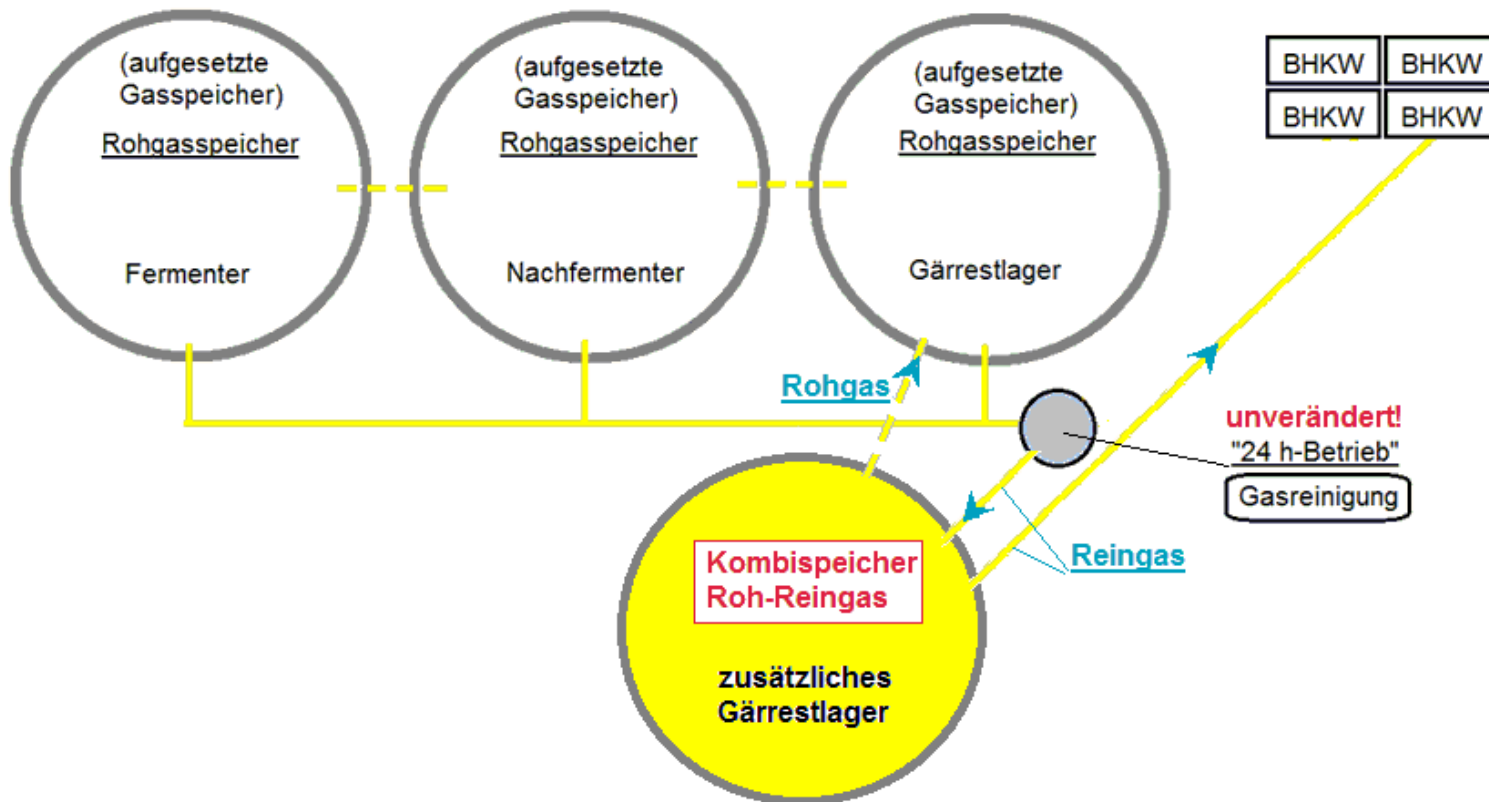 (aufgesetzte
Gasspeicher)
Rohgasspeicher
Fermenter
(aufgesetzte
Gasspeicher)
Rohgasspeicher
Nachfermenter
(aufgesetzte
Gasspeicher)
Rohgasspeicher
Gärrestlager
BHKW BHKW
BHKW BHKW
Rohgas
unverändert!
"24 h-Betrieb"
Gasreinigung
Reingas
Kombispeicher
Roh-Reingas
zusätzliches
Gärrestlager